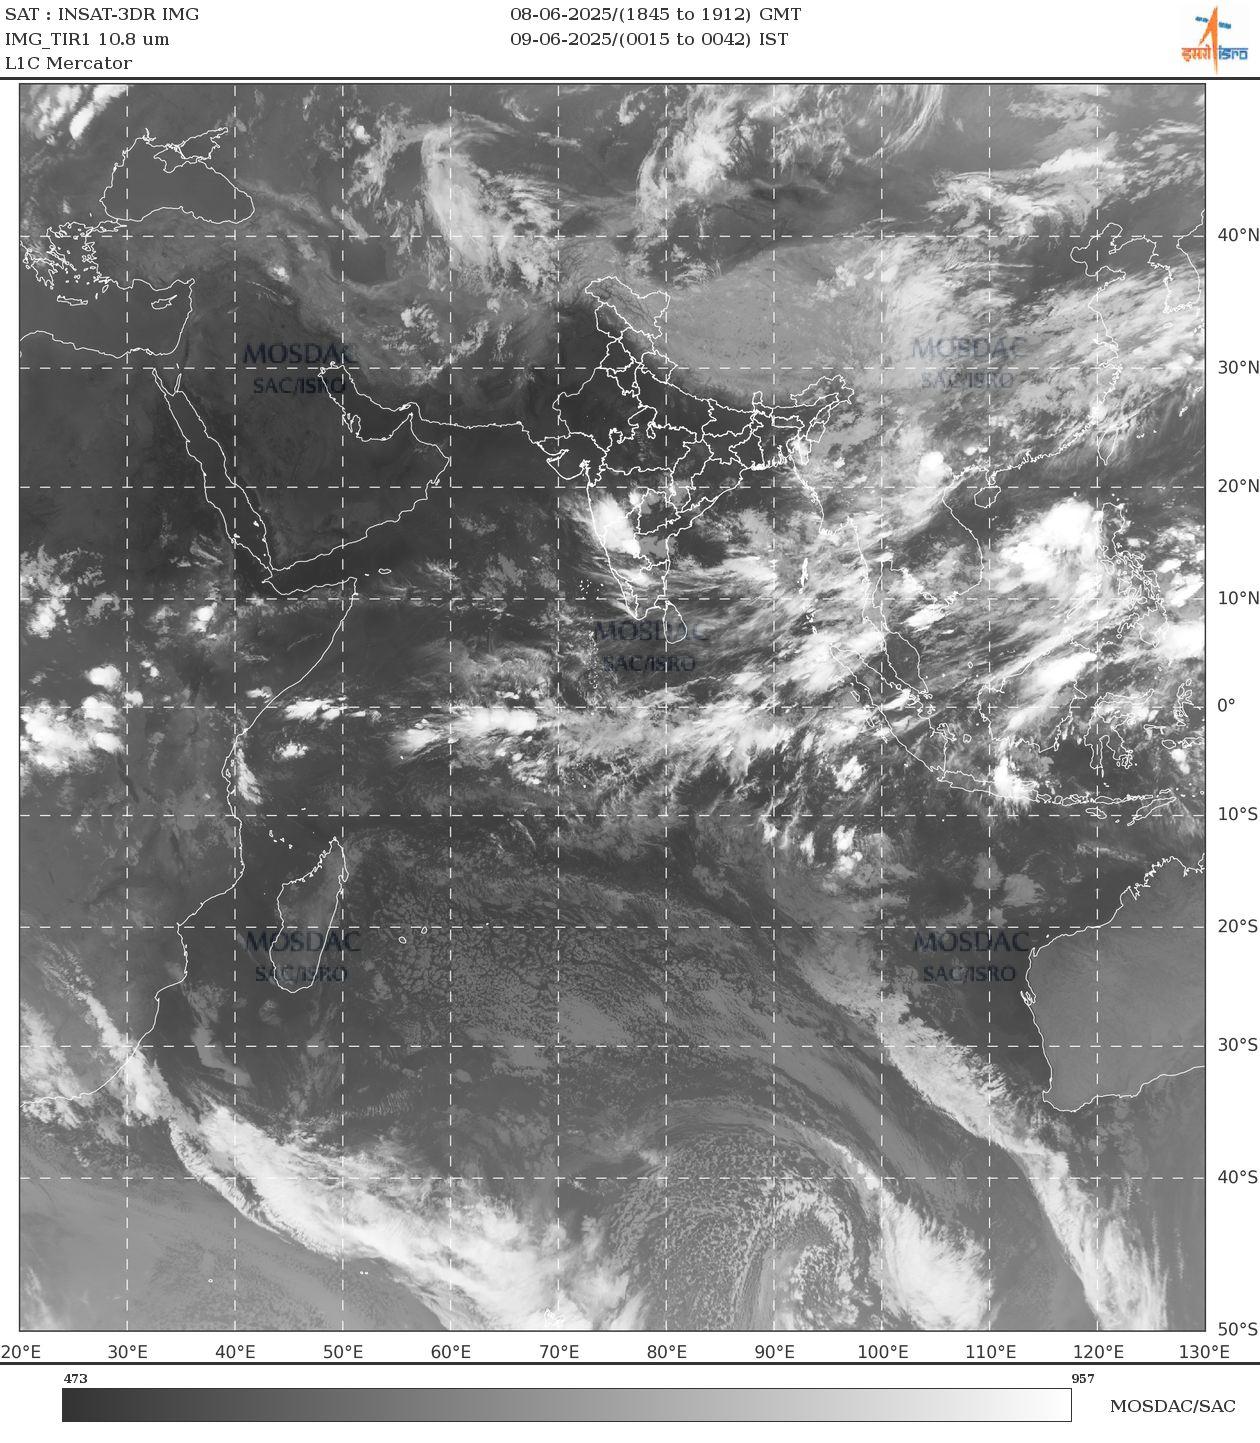 SAT : INSAT-3DR IMG
IMG_TIR1 10.8 um
L1C Mercator
08-06-2025/(1845 to 1912) GMT
09-06-2025/(0015 to 0042) IST
इसरो isro
40°N
MOSDAC
SAC/ISRO
MOSDAC
SAC/ISRO
30°N
20°N
10°N
MOSDAC
SAC/ISRO
0°
10°S
20°S
MOSDAC
SAC/ISRO
MOSDAC
SAC/ISRO
30°S
40°S
50°S
20°E 30°E 40°E 50°E 60°E 70°E 80°E 90°E 100°E 110°E 120°E 130°E
473 957
MOSDAC/SAC